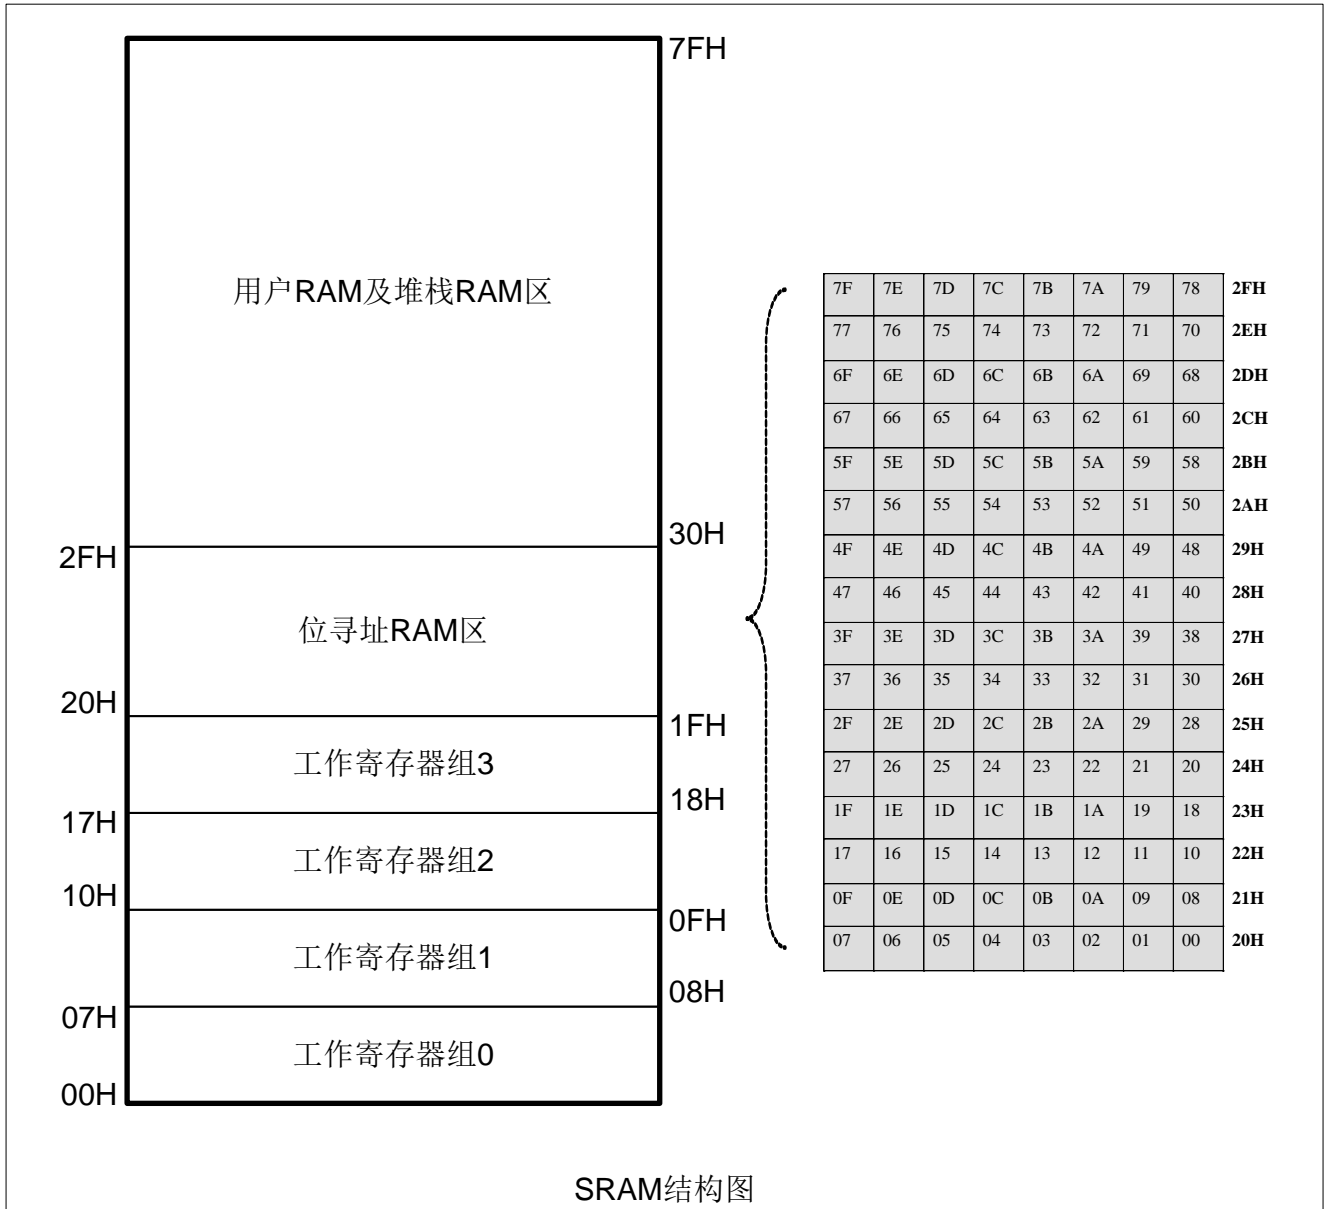 7FH
用户RAM及堆栈RAM区
30H
2FH
位寻址RAM区
20H
1FH
工作寄存器组3
18H
17H
工作寄存器组2
10H
0FH
工作寄存器组1
08H
07H
工作寄存器组0
00H
7F 7E 7D 7C 7B 7A 79 78 2FH
77 76 75 74 73 72 71 70 2EH
6F 6E 6D 6C 6B 6A 69 68 2DH
67 66 65 64 63 62 61 60 2CH
5F 5E 5D 5C 5B 5A 59 58 2BH
57 56 55 54 53 52 51 50 2AH
4F 4E 4D 4C 4B 4A 49 48 29H
47 46 45 44 43 42 41 40 28H
3F 3E 3D 3C 3B 3A 39 38 27H
37 36 35 34 33 32 31 30 26H
2F 2E 2D 2C 2B 2A 29 28 25H
27 26 25 24 23 22 21 20 24H
1F 1E 1D 1C 1B 1A 19 18 23H
17 16 15 14 13 12 11 10 22H
0F 0E 0D 0C 0B 0A 09 08 21H
07 06 05 04 03 02 01 00 20H
SRAM结构图